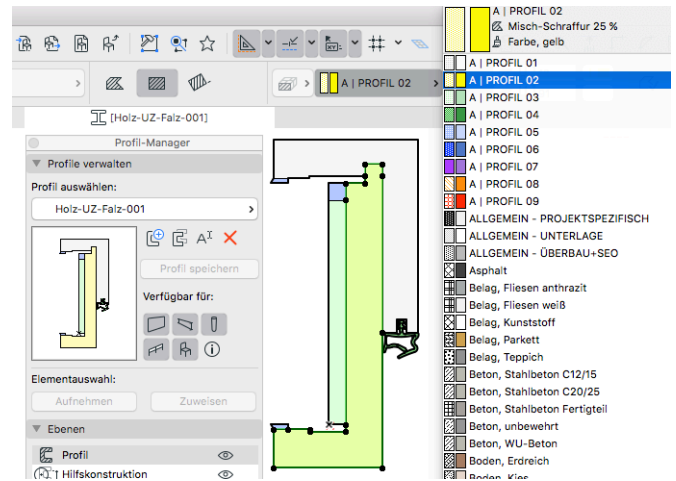 A | PROFIL 02
Misch-Schraffur 25 %
Farbe, gelb
A | PROFIL 02
[Holz-UZ-Falz-001]
Profil-Manager
Profile verwalten
Profil auswählen:
Holz-UZ-Falz-001
Profil speichern
Verfügbar für:
Elementauswahl:
Aufnehmen
Zuweisen
Ebenen
Profil
Hilfskonstruktion
A | PROFIL 01
A | PROFIL 02
A | PROFIL 03
A | PROFIL 04
A | PROFIL 05
A | PROFIL 06
A | PROFIL 07
A | PROFIL 08
A | PROFIL 09
ALLGEMEIN - PROJEKTSPEZIFISCH
ALLGEMEIN - UNTERLAGE
ALLGEMEIN - ÜBERBAU+SEO
Asphalt
Belag, Fliesen anthrazit
Belag, Fliesen weiß
Belag, Kunststoff
Belag, Parkett
Belag, Teppich
Beton, Stahlbeton C12/15
Beton, Stahlbeton C20/25
Beton, Stahlbeton Fertigteil
Beton, unbewehrt
Beton, WU-Beton
Boden, Erdreich
Boden, Kies